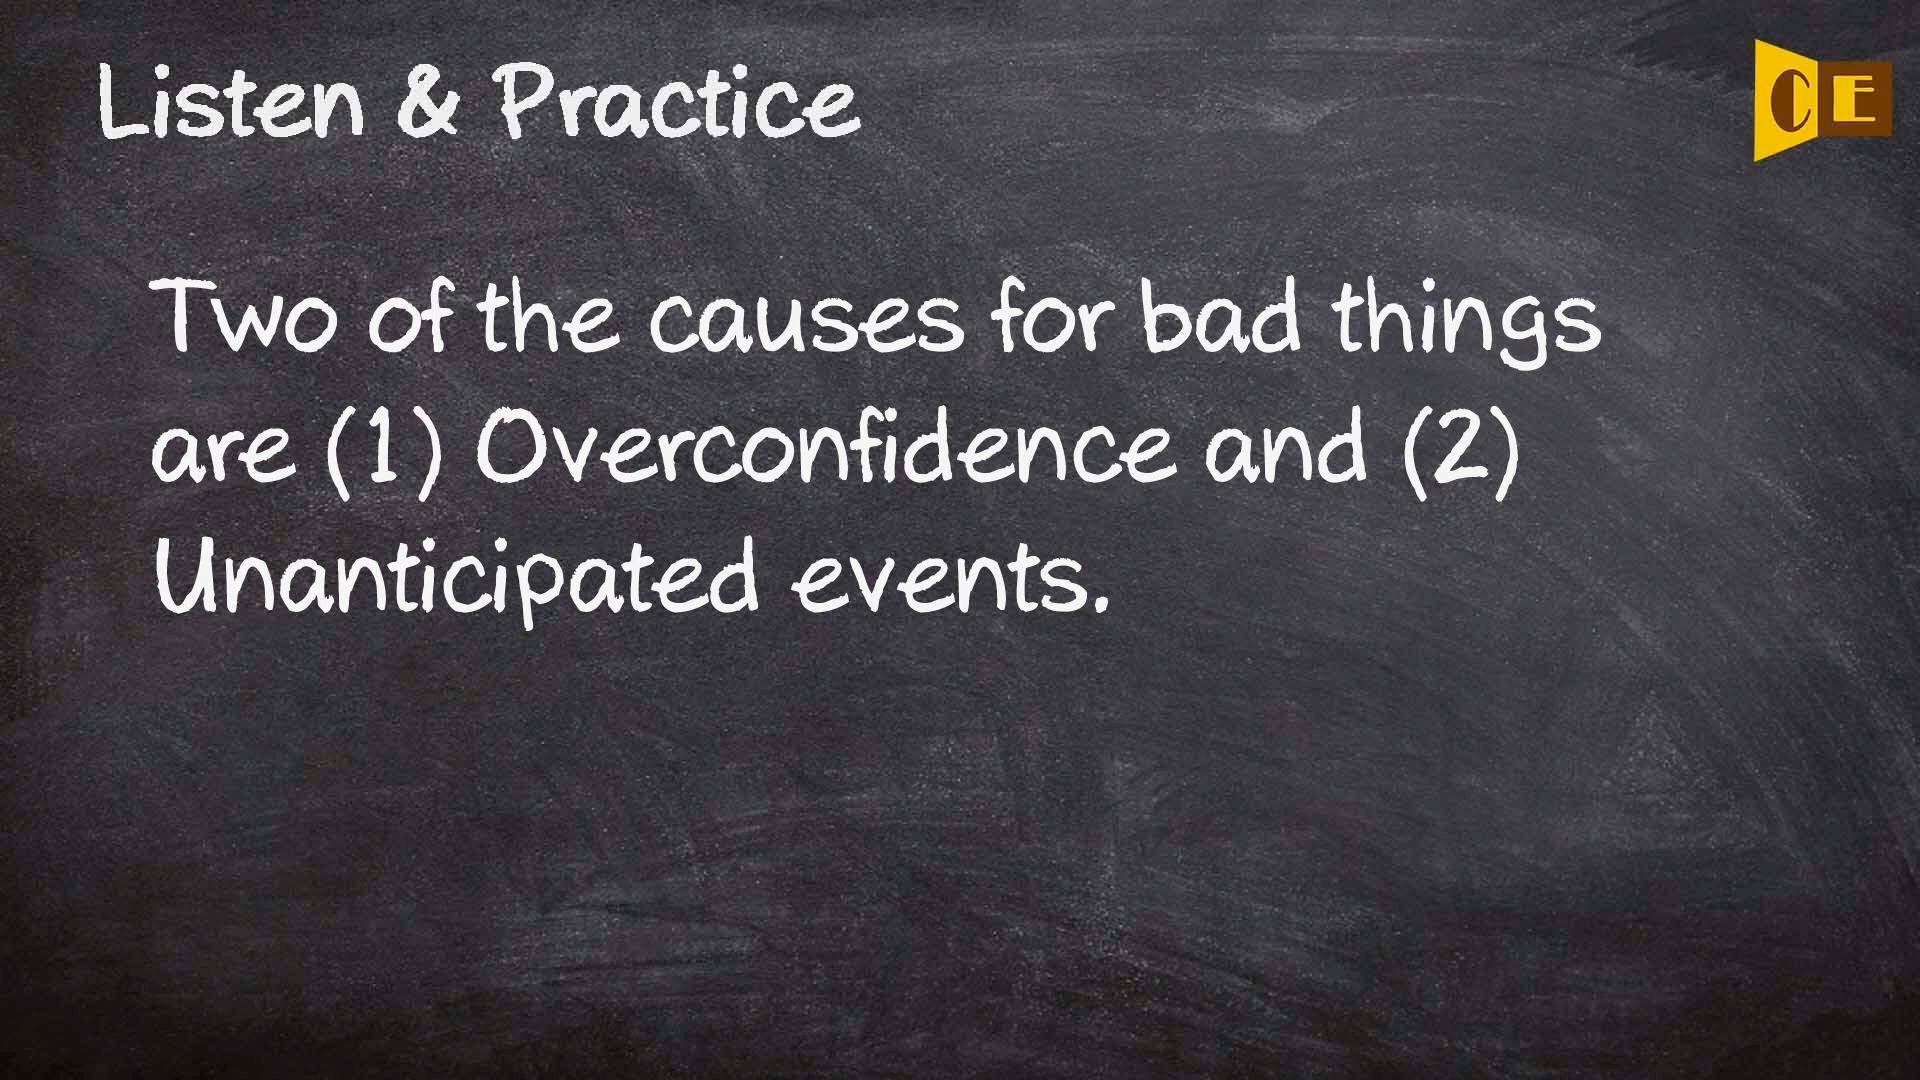 Listen & Practice
CE
Two of the causes for bad things
are (1) Overconfidence and (2)
Unanticipated events.